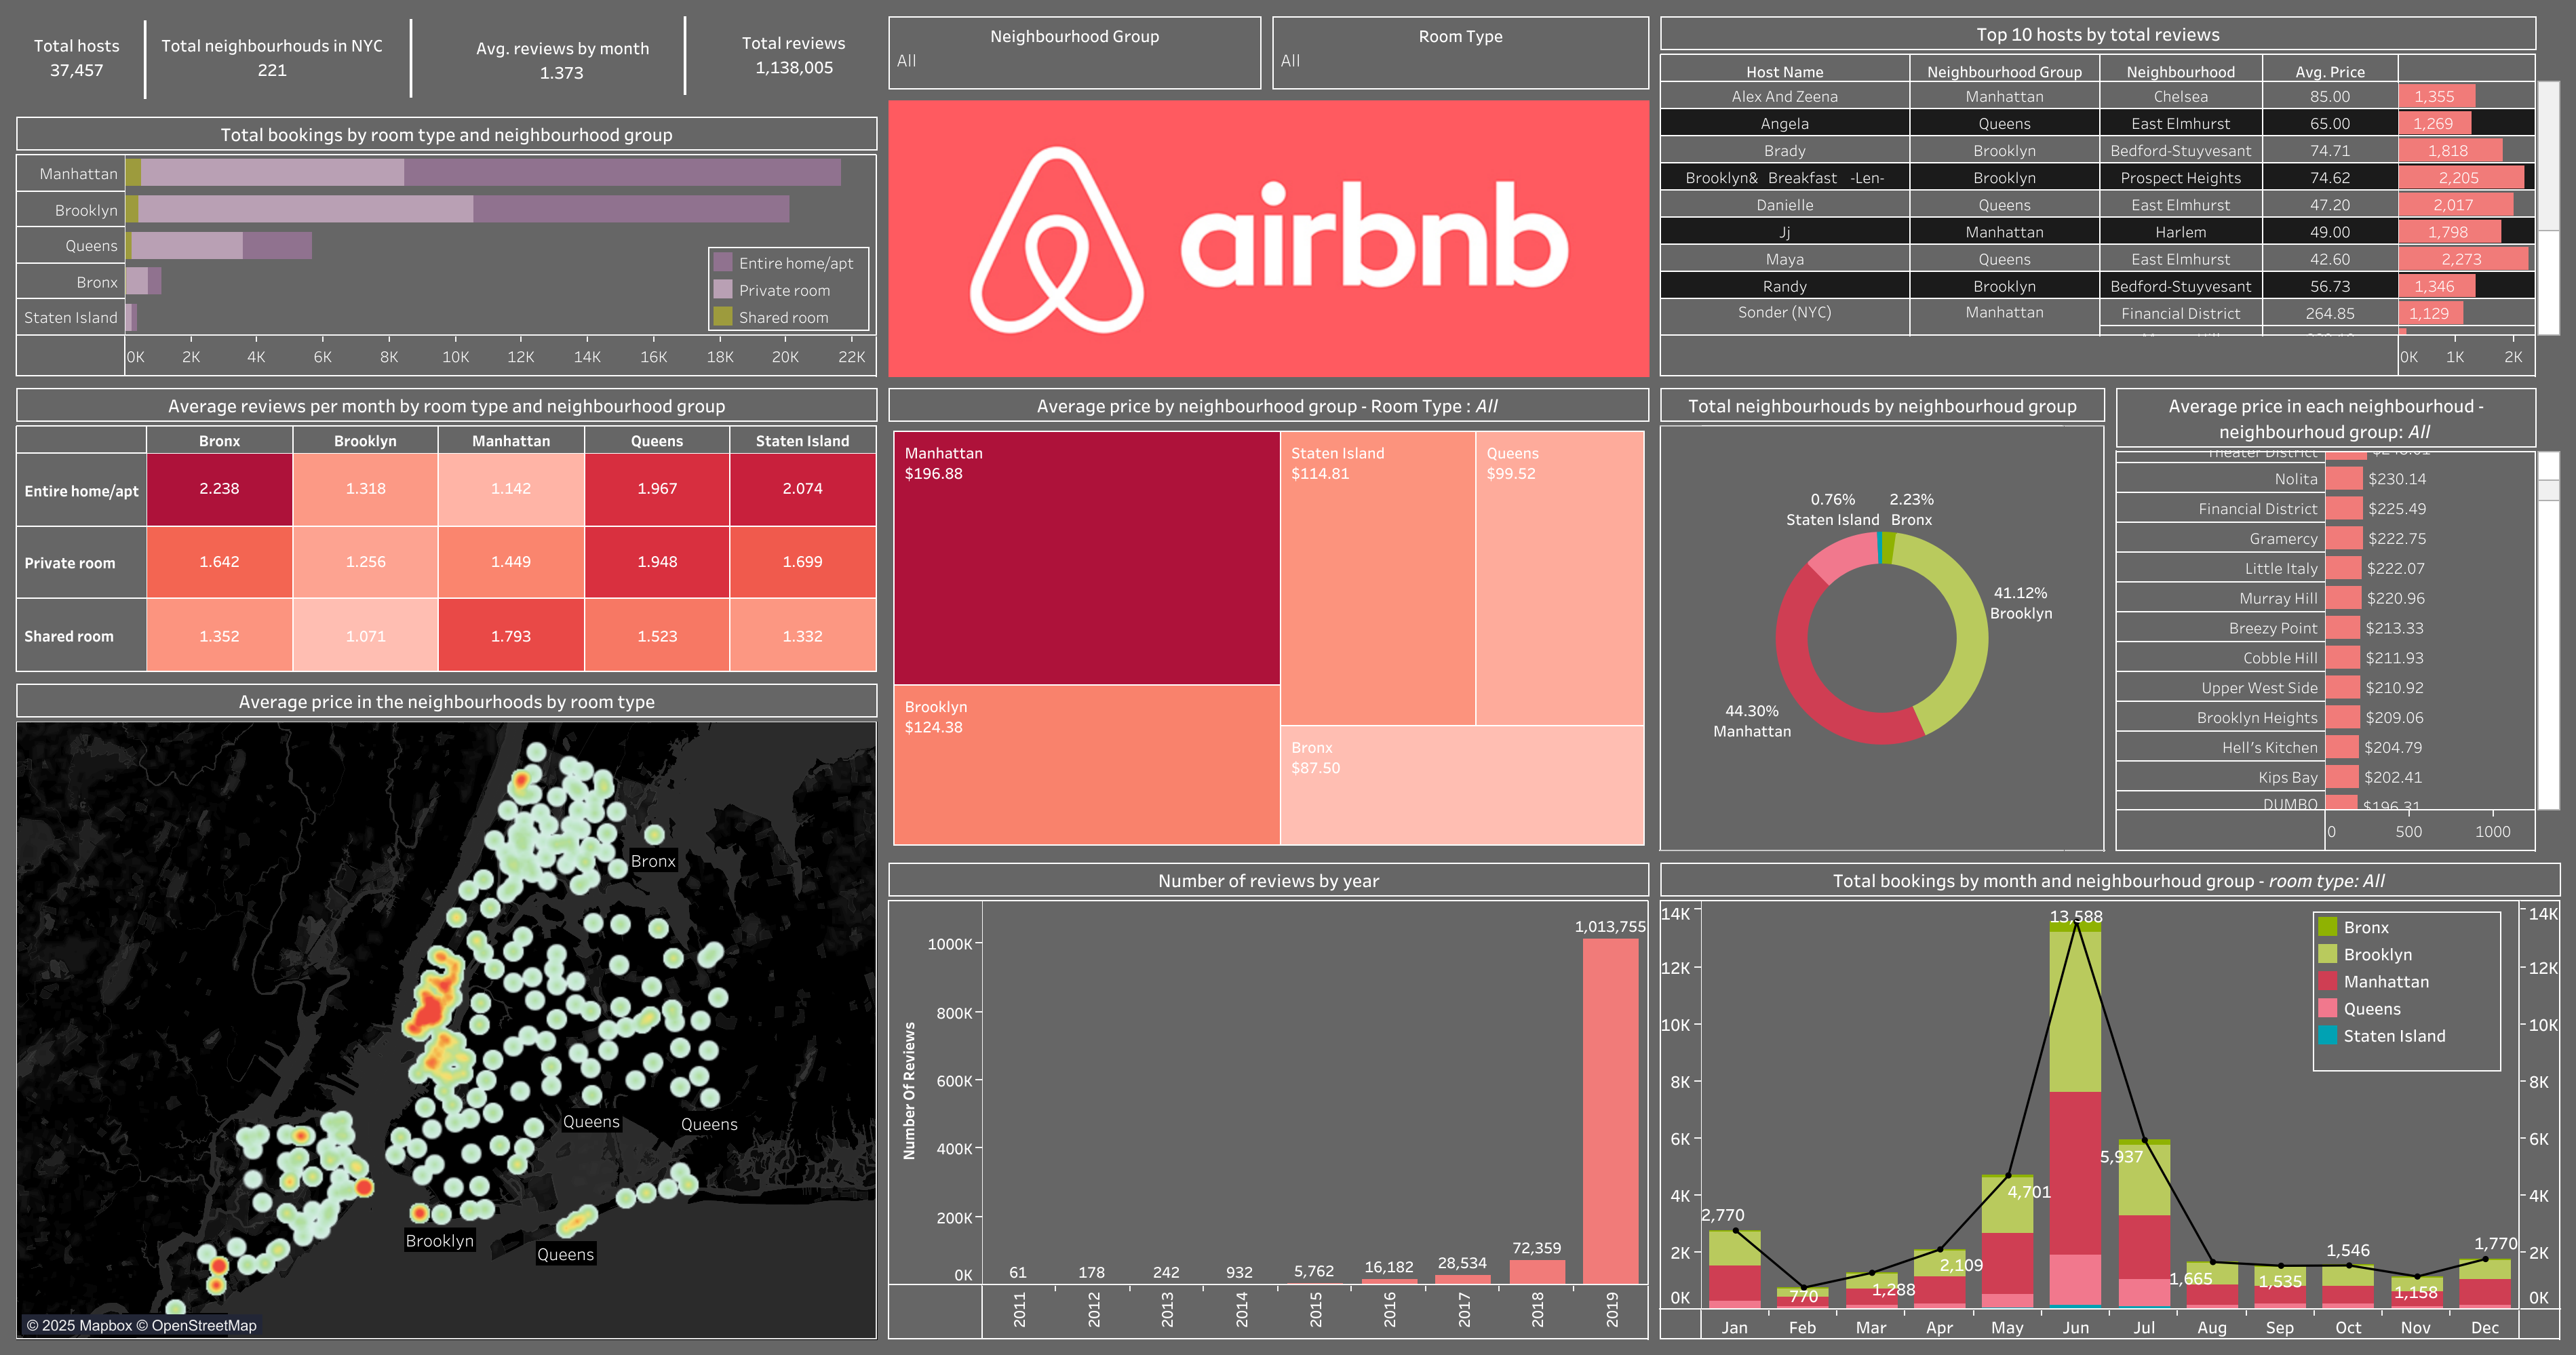 Total hosts
37,457
Total neighbourhouds in NYC
221
Avg. reviews by month
1.373
Total reviews
1,138,005
Neighbourhood Group
All
Room Type
All
Total bookings by room type and neighbourhood group
Manhattan
Brooklyn
Queens
Bronx
Staten Island
Entire home/apt
Private room
Shared room
0K 2K 4K 6K 8K 10K 12K 14K 16K 18K 20K 22K
airbnb
Top 10 hosts by total reviews
Host Name Neighbourhood Group Neighbourhood Avg. Price
Alex And Zeena Manhattan Chelsea 85.00 1,355
Angela Queens East Elmhurst 65.00 1,269
Brady Brooklyn Bedford-Stuyvesant 74.71 1,818
Brooklyn& Breakfast -Len- Brooklyn Prospect Heights 74.62 2,205
Danielle Queens East Elmhurst 47.20 2,017
Jj Manhattan Harlem 49.00 1,798
Maya Queens East Elmhurst 42.60 2,273
Randy Brooklyn Bedford-Stuyvesant 56.73 1,346
Sonder (NYC) Manhattan Financial District 264.85 1,129
0K 1K 2K
Average reviews per month by room type and neighbourhood group
Bronx Brooklyn Manhattan Queens Staten Island
Entire home/apt 2.238 1.318 1.142 1.967 2.074
Private room 1.642 1.256 1.449 1.948 1.699
Shared room 1.352 1.071 1.793 1.523 1.332
Average price by neighbourhood group - Room Type : All
Manhattan
$196.88
Staten Island
$114.81
Queens
$99.52
Brooklyn
$124.38
Bronx
$87.50
Total neighbourhouds by neighbourhoud group
0.76%
Staten Island
2.23%
Bronx
41.12%
Brooklyn
44.30%
Manhattan
Average price in each neighbourhoud -
neighbourhoud group: All
Theater District
Nolita $230.14
Financial District $225.49
Gramercy $222.75
Little Italy $222.07
Murray Hill $220.96
Breezy Point $213.33
Cobble Hill $211.93
Upper West Side $210.92
Brooklyn Heights $209.06
Hell's Kitchen $204.79
Kips Bay $202.41
DUMBO $196.31
0 500 1000
Average price in the neighbourhoods by room type
Bronx
Queens
Queens
Brooklyn
Queens
© 2025 Mapbox © OpenStreetMap
Number of reviews by year
Number Of Reviews
1000K
800K
600K
400K
200K
0K
61 178 242 932 5,762 16,182 28,534 72,359 1,013,755
2011 2012 2013 2014 2015 2016 2017 2018 2019
Total bookings by month and neighbourhoud group - room type: All
14K
12K
10K
8K
6K
4K
2K
0K
2,770 770 1,288 2,109 4,701 13,588 5,937 1,665 1,535 1,546 1,158 1,770
Bronx
Brooklyn
Manhattan
Queens
Staten Island
14K
12K
10K
8K
6K
4K
2K
0K
Jan Feb Mar Apr May Jun Jul Aug Sep Oct Nov Dec